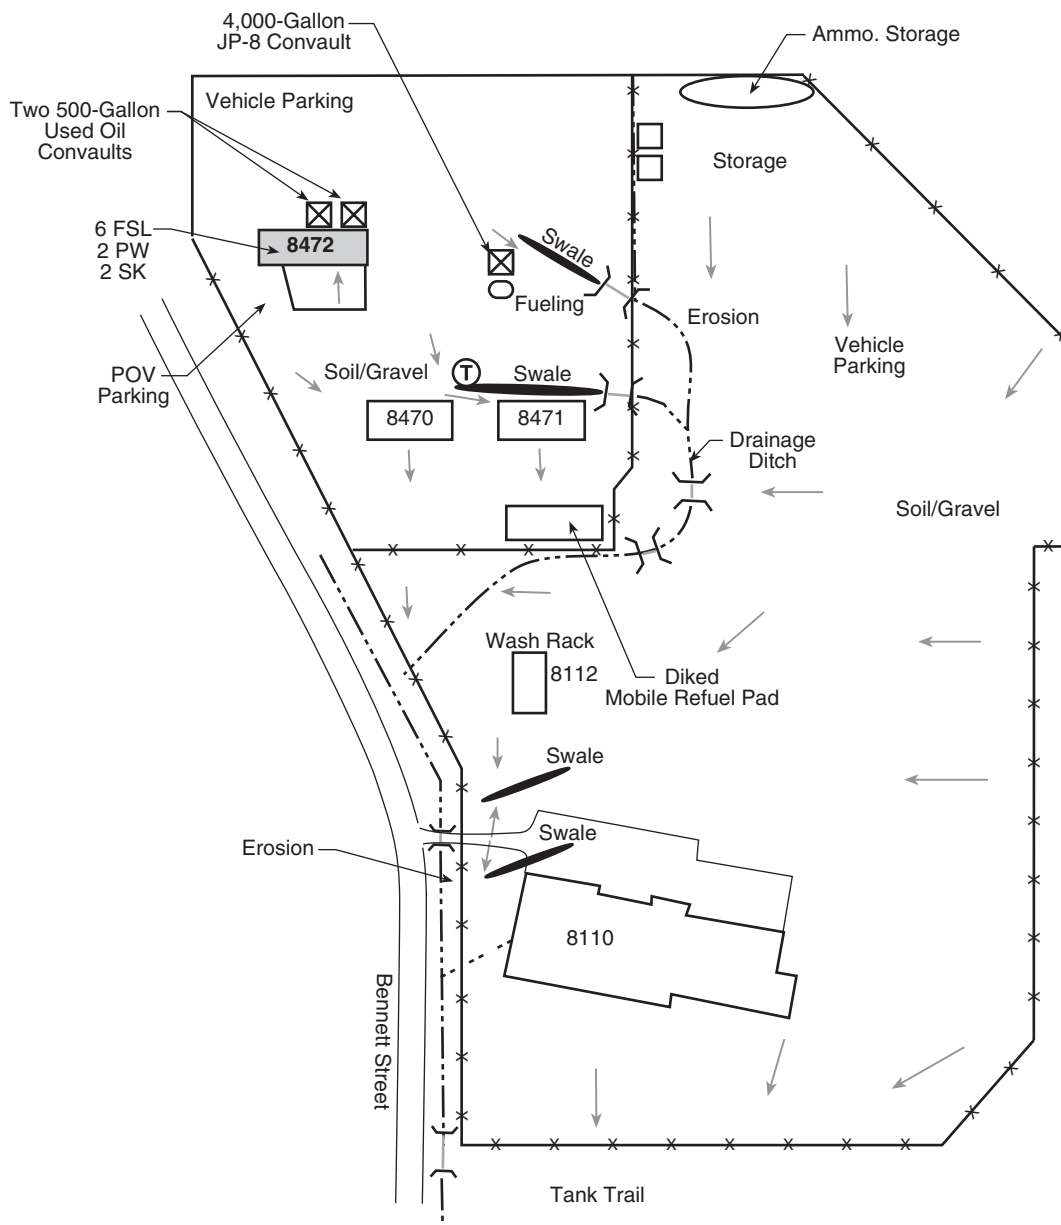 4,000-Gallon
JP-8 Convault
Ammo. Storage
Vehicle Parking
Two 500-Gallon
Used Oil
Convaults
Storage
6 FSL
2 PW
2 SK
8472
Swale
Fueling
Erosion
Vehicle
Parking
POV
Parking
Soil/Gravel
T
Swale
8470
8471
Drainage
Ditch
Soil/Gravel
Wash Rack
8112
Diked
Mobile Refuel Pad
Swale
Swale
Erosion
8110
Bennett Street
Tank Trail